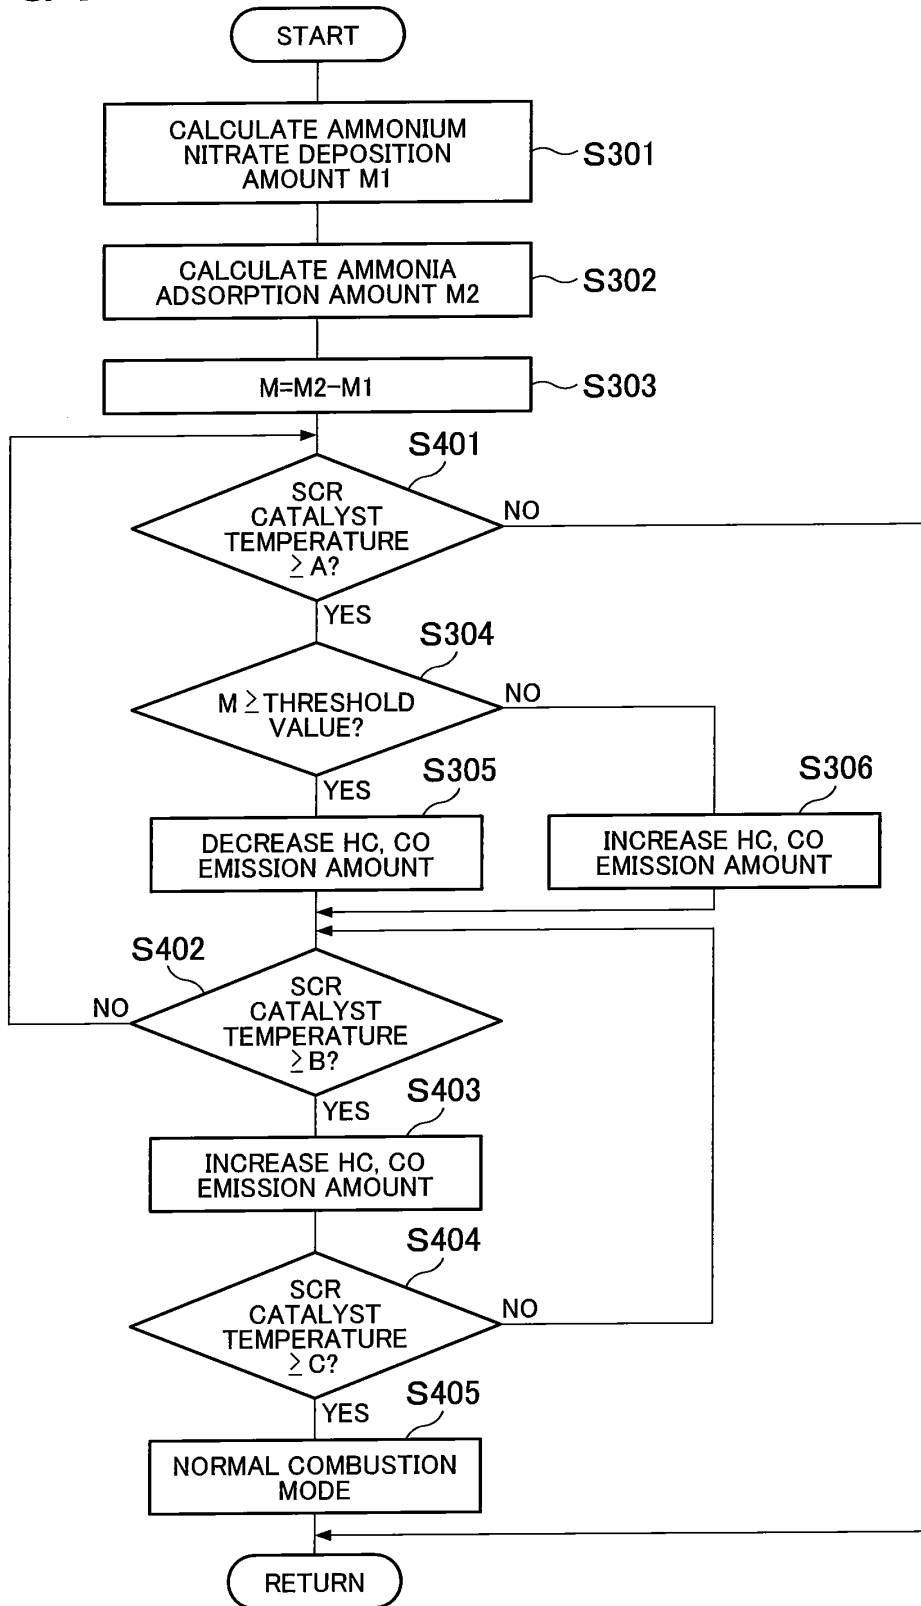 START
CALCULATE AMMONIUM
NITRATE DEPOSITION
AMOUNT M1
S301
CALCULATE AMMONIA
ADSORPTION AMOUNT M2
S302
M=M2-M1
S303
S401
SCR
CATALYST
TEMPERATURE
≥ A?
NO
YES
S304
M ≥ THRESHOLD
VALUE?
NO
YES
S305
DECREASE HC, CO
EMISSION AMOUNT
S306
INCREASE HC, CO
EMISSION AMOUNT
S402
SCR
CATALYST
TEMPERATURE
≥ B?
NO
YES
S403
INCREASE HC, CO
EMISSION AMOUNT
S404
SCR
CATALYST
TEMPERATURE
≥ C?
NO
YES
S405
NORMAL COMBUSTION
MODE
RETURN